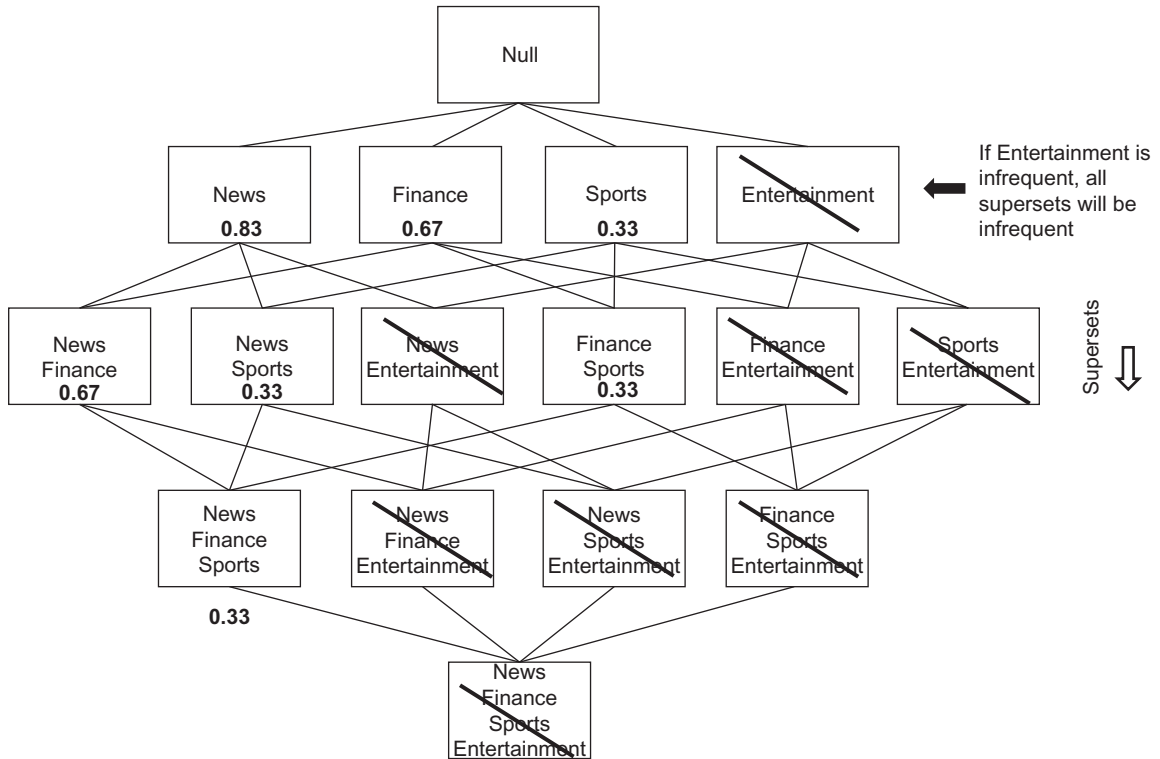 Null
News
0.83
Finance
0.67
Sports
0.33
Entertainment
If Entertainment is
infrequent, all
supersets will be
infrequent
News
Finance
0.67
News
Sports
0.33
News
Entertainment
Finance
Sports
0.33
Finance
Entertainment
Sports
Entertainment
Supersets
News
Finance
Sports
0.33
News
Finance
Entertainment
News
Sports
Entertainment
Finance
Sports
Entertainment
News
Finance
Sports
Entertainment